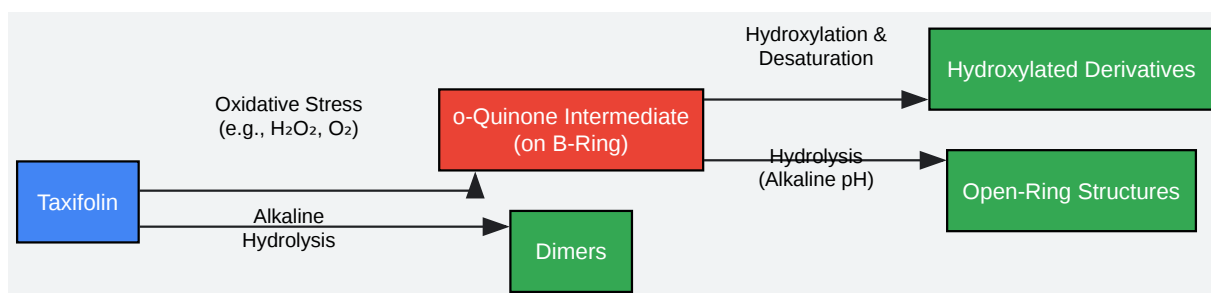 Taxifolin
Oxidative Stress
(e.g., H₂O₂, O₂)
Alkaline
Hydrolysis
o-Quinone Intermediate
(on B-Ring)
Dimers
Hydroxylation &
Desaturation
Hydrolysis
(Alkaline pH)
Hydroxylated Derivatives
Open-Ring Structures